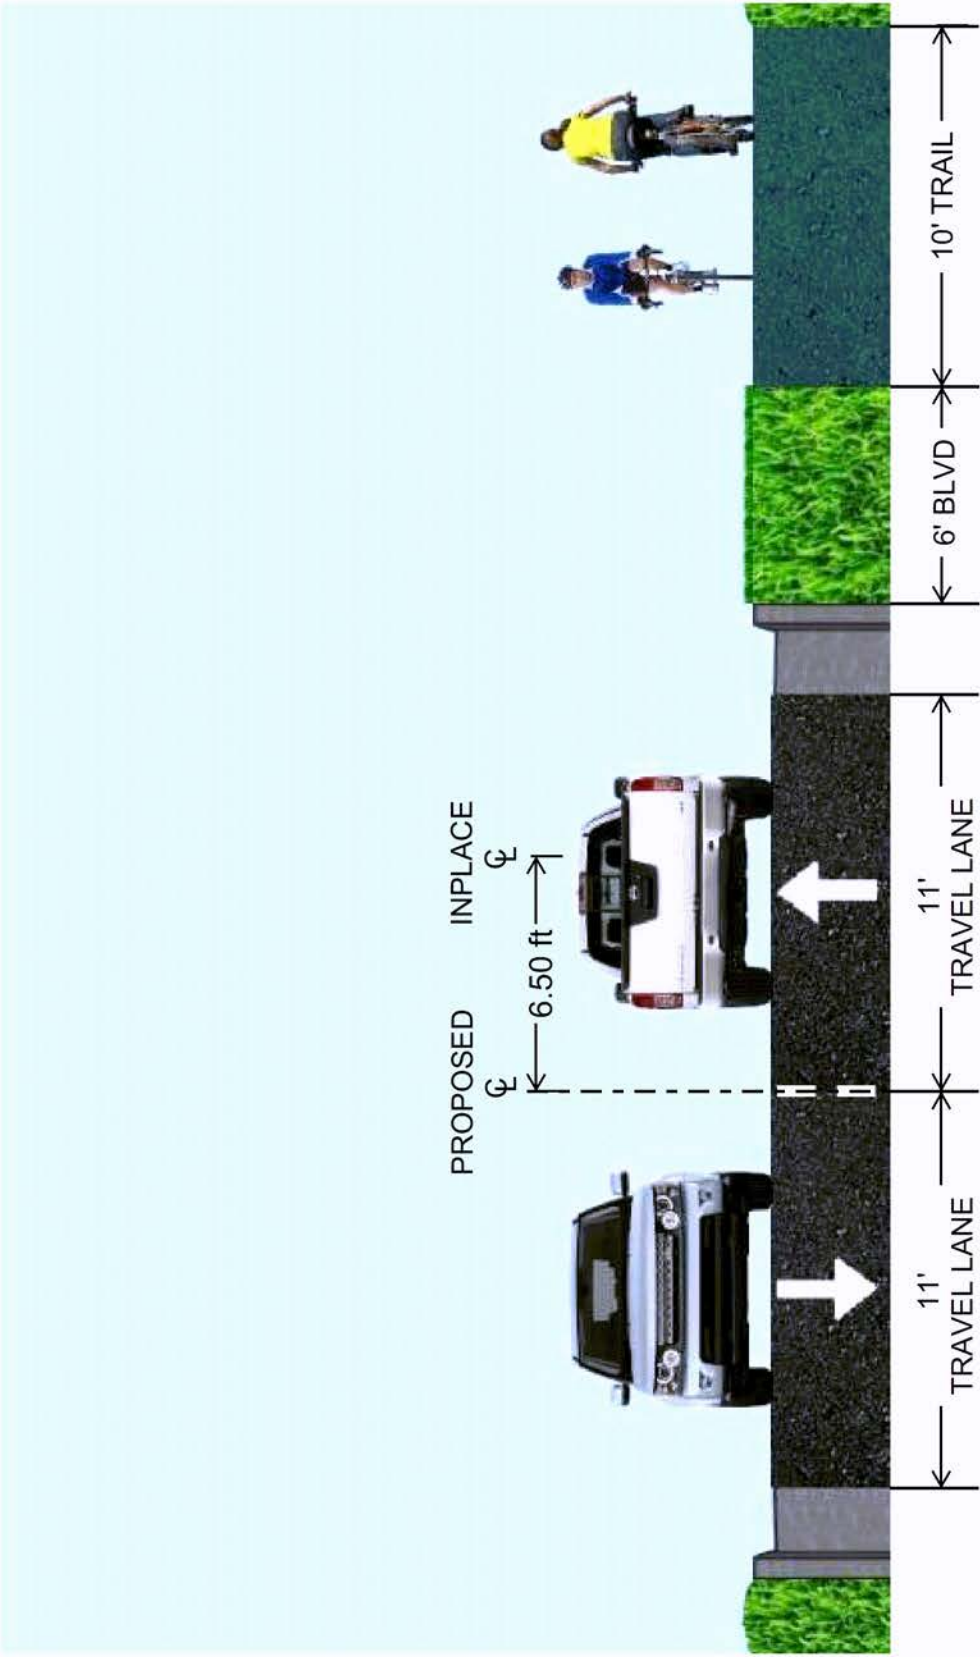 PROPOSED INPLACE
℄ ℄
6.50 ft
11' 11' 6' BLVD 10' TRAIL
TRAVEL LANE TRAVEL LANE